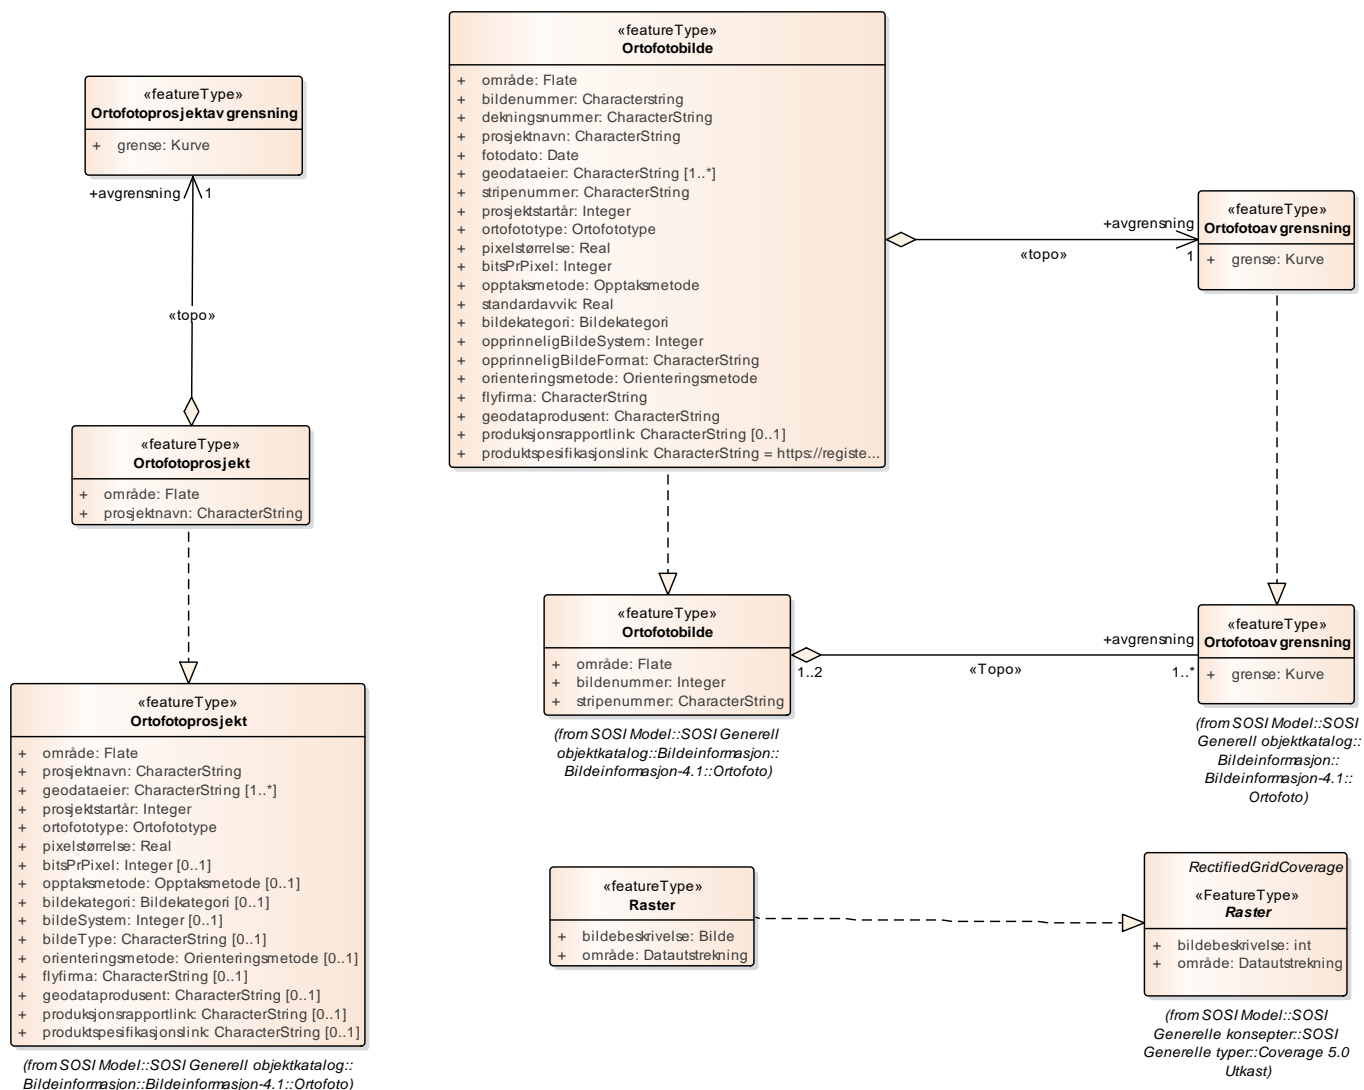 «featureType»
Ortofotoprosjektavgrensning
+ grense: Kurve
+avgrensning
1
«topo»
«featureType»
Ortofotoprosjekt
+ område: Flate
+ prosjektnavn: CharacterString
«featureType»
Ortofotoprosjekt
+ område: Flate
+ prosjektnavn: CharacterString
+ geodataeier: CharacterString [1..*]
+ prosjektstartår: Integer
+ ortofototype: Ortofototype
+ pixelstørrelse: Real
+ bitsPrPixel: Integer [0..1]
+ opptaksmetode: Opptaksmetode [0..1]
+ bildekategori: Bildekategori [0..1]
+ bildeSystem: Integer [0..1]
+ bildeType: CharacterString [0..1]
+ orienteringsmetode: Orienteringsmetode [0..1]
+ flyfirma: CharacterString [0..1]
+ geodataprodusent: CharacterString [0..1]
+ produksjonsrapportlink: CharacterString [0..1]
+ produktspesifikasjonslink: CharacterString [0..1]
(from SOSI Model::SOSI Generell objektkatalog::
Bildeinformasjon::Bildeinformasjon-4.1::Ortofoto)
«featureType»
Ortofotobilde
+ område: Flate
+ bildenummer: Characterstring
+ dekningsnummer: CharacterString
+ prosjektnavn: CharacterString
+ fotodato: Date
+ geodataeier: CharacterString [1..*]
+ stripenummer: CharacterString
+ prosjektstartår: Integer
+ ortofototype: Ortofototype
+ pixelstørrelse: Real
+ bitsPrPixel: Integer
+ opptaksmetode: Opptaksmetode
+ standardavvik: Real
+ bildekategori: Bildekategori
+ opprinneligBildeSystem: Integer
+ opprinneligBildeFormat: CharacterString
+ orienteringsmetode: Orienteringsmetode
+ flyfirma: CharacterString
+ geodataprodusent: CharacterString
+ produksjonsrapportlink: CharacterString [0..1]
+ produktspesifikasjonslink: CharacterString = https://registe...
+avgrensning
1
«topo»
«featureType»
Ortofotoavgrensning
+ grense: Kurve
«featureType»
Ortofotobilde
+ område: Flate
+ bildenummer: Integer
+ stripenummer: CharacterString
(from SOSI Model::SOSI Generell
objektkatalog::Bildeinformasjon::
Bildeinformasjon-4.1::Ortofoto)
1..2
«Topo»
+avgrensning
1..*
«featureType»
Ortofotoavgrensning
+ grense: Kurve
(from SOSI Model::SOSI
Generell objektkatalog::
Bildeinformasjon::
Bildeinformasjon-4.1::
Ortofoto)
«featureType»
Raster
+ bildebeskrivelse: Bilde
+ område: Datautstrekning
RectifiedGridCoverage
«FeatureType»
Raster
+ bildebeskrivelse: int
+ område: Datautstrekning
(from SOSI Model::SOSI
Generelle konsepter::SOSI
Generelle typer::Coverage 5.0
Utkast)